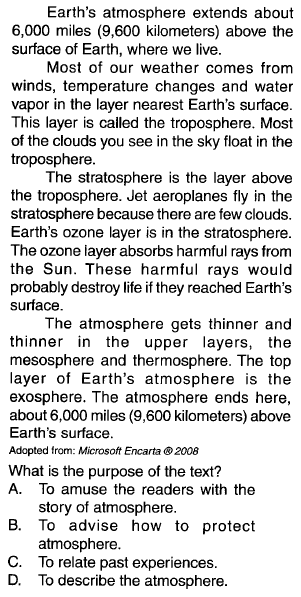 Earth's atmosphere extends about
6,000 miles (9,600 kilometers) above the
surface of Earth, where we live.
Most of our weather comes from
winds, temperature changes and water
vapor in the layer nearest Earth's surface.
This layer is called the troposphere. Most
of the clouds you see in the sky float in the
troposphere.
The stratosphere is the layer above
the troposphere. Jet aeroplanes fly in the
stratosphere because there are few clouds.
Earth's ozone layer is in the stratosphere.
The ozone layer absorbs harmful rays from
the Sun. These harmful rays would
probably destroy life if they reached Earth's
surface.
The atmosphere gets thinner and
thinner in the upper layers, the
mesosphere and thermosphere. The top
layer of Earth's atmosphere is the
exosphere. The atmosphere ends here,
about 6,000 miles (9,600 kilometers) above
Earth's surface.
Adopted from: Microsoft Encarta ® 2008
What is the purpose of the text?
A. To amuse the readers with the
story of atmosphere.
B. To advise how to protect
atmosphere.
C. To relate past experiences.
D. To describe the atmosphere.